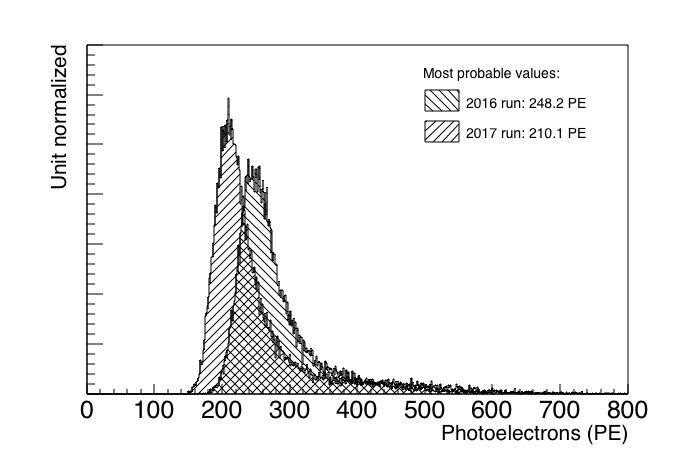 Unit normalized
Most probable values:
2016 run: 248.2 PE
2017 run: 210.1 PE
0 100 200 300 400 500 600 700 800
Photoelectrons (PE)